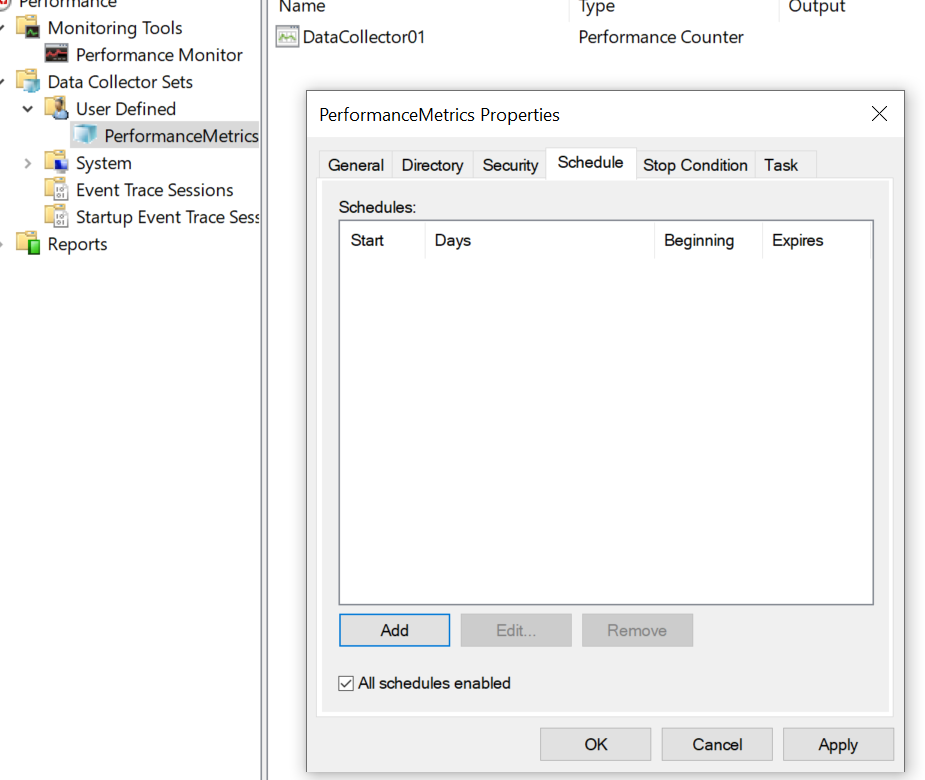 Performance
Monitoring Tools
Performance Monitor
Data Collector Sets
User Defined
PerformanceMetrics
System
Event Trace Sessions
Startup Event Trace Sess
Reports
Name Type Output
DataCollector01 Performance Counter
PerformanceMetrics Properties
General Directory Security Schedule Stop Condition Task
Schedules:
Start Days Beginning Expires
Add Edit... Remove
All schedules enabled
OK Cancel Apply